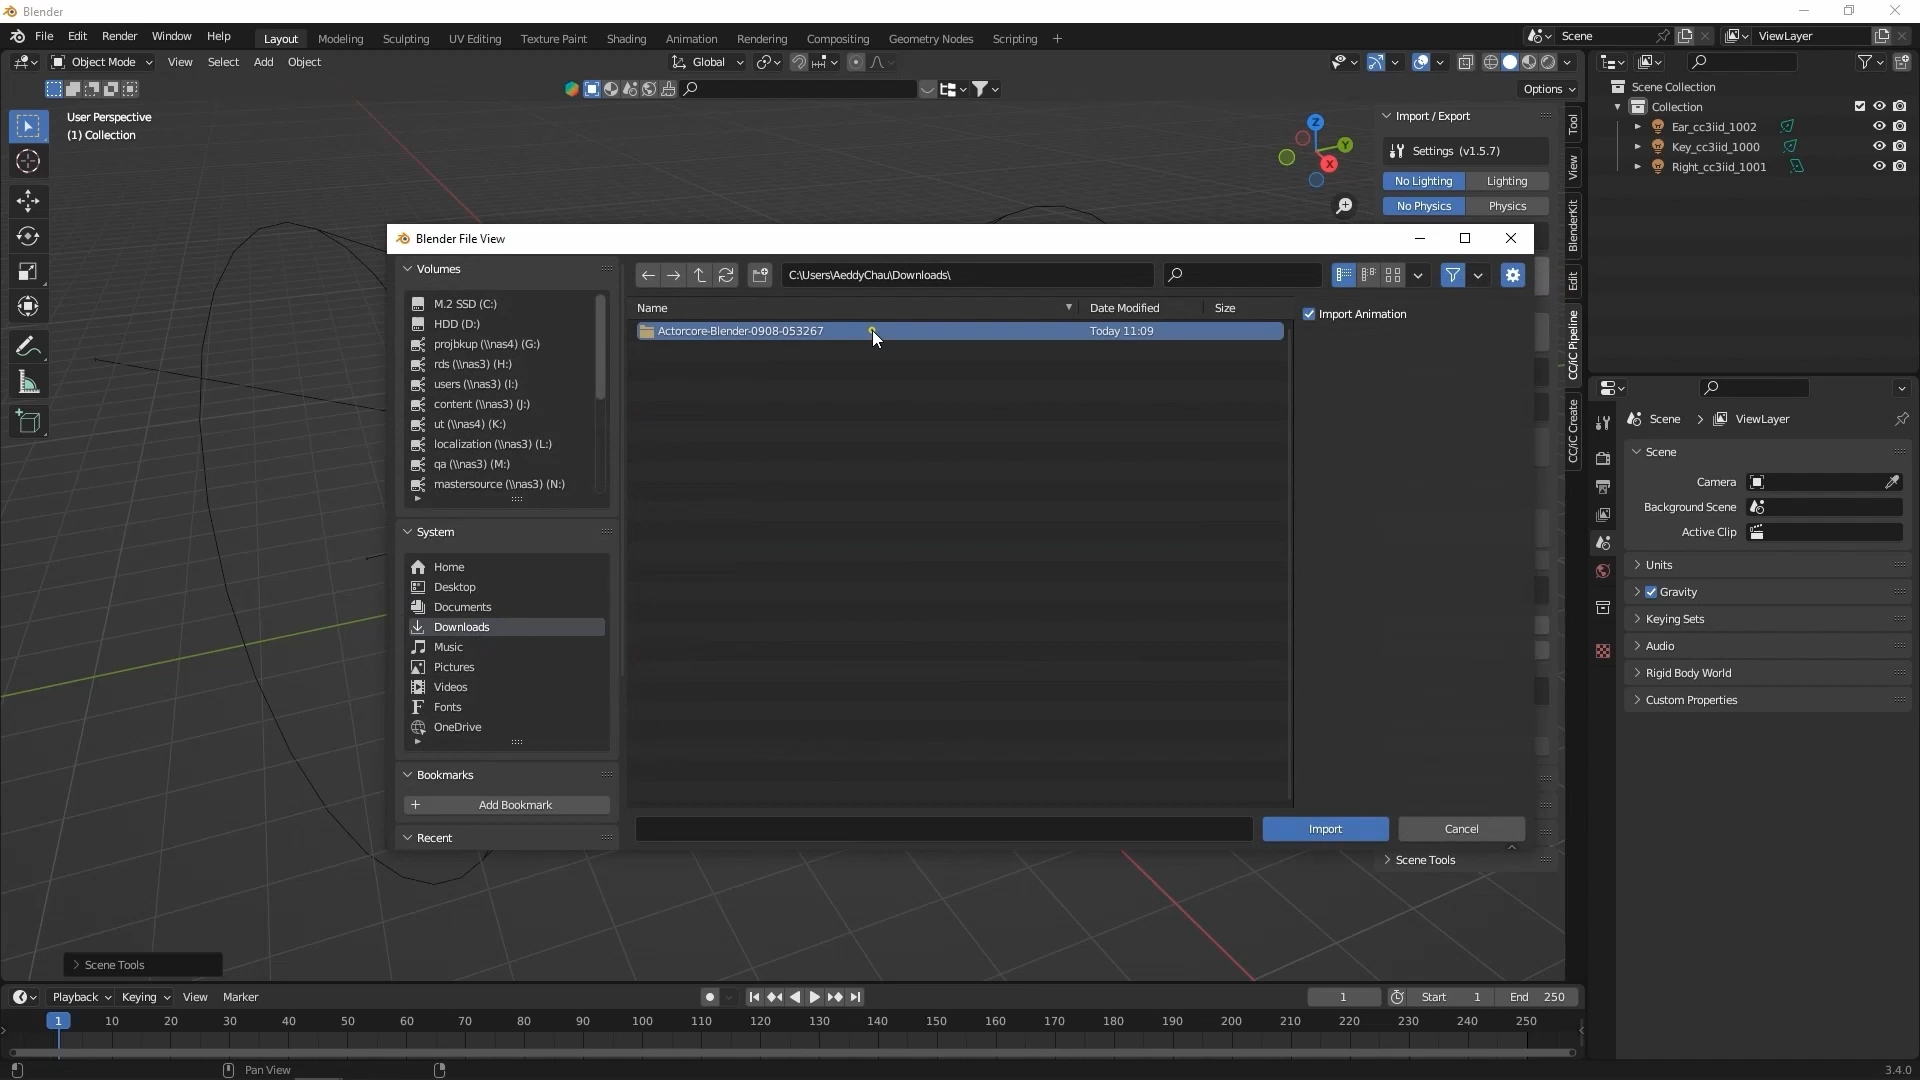 Blender
File Edit Render Window Help Layout Modeling Sculpting UV Editing Texture Paint Shading Animation Rendering Compositing Geometry Nodes Scripting + Scene ViewLayer
Object Mode View Select Add Object Global
Options
User Perspective
(1) Collection
Z
Y
X
Import / Export
Settings (v1.5.7)
No Lighting Lighting
No Physics Physics
Tool
View
BlenderKit
Edit
CC/iC Pipeline
CC/iC Create
Scene Collection
Collection
Ear_cc3iid_1002
Key_cc3iid_1000
Right_cc3iid_1001
Blender File View
Volumes
M.2 SSD (C:)
HDD (D:)
projbkup (\\nas4) (G:)
rds (\\nas3) (H:)
users (\\nas3) (I:)
content (\\nas3) (J:)
ut (\\nas4) (K:)
localization (\\nas3) (L:)
qa (\\nas3) (M:)
mastersource (\\nas3) (N:)
System
Home
Desktop
Documents
Downloads
Music
Pictures
Videos
Fonts
OneDrive
Bookmarks
Add Bookmark
Recent
C:\Users\AeddyChau\Downloads\
Name Date Modified Size
Actorcore-Blender-0908-053267 Today 11:09
Import Animation
Import Cancel
Scene Tools
Scene ViewLayer
Scene
Camera
Background Scene
Active Clip
Units
Gravity
Keying Sets
Audio
Rigid Body World
Custom Properties
Scene Tools
Playback Keying View Marker 1 Start 1 End 250
1 10 20 30 40 50 60 70 80 90 100 110 120 130 140 150 160 170 180 190 200 210 220 230 240 250
Pan View 3.4.0